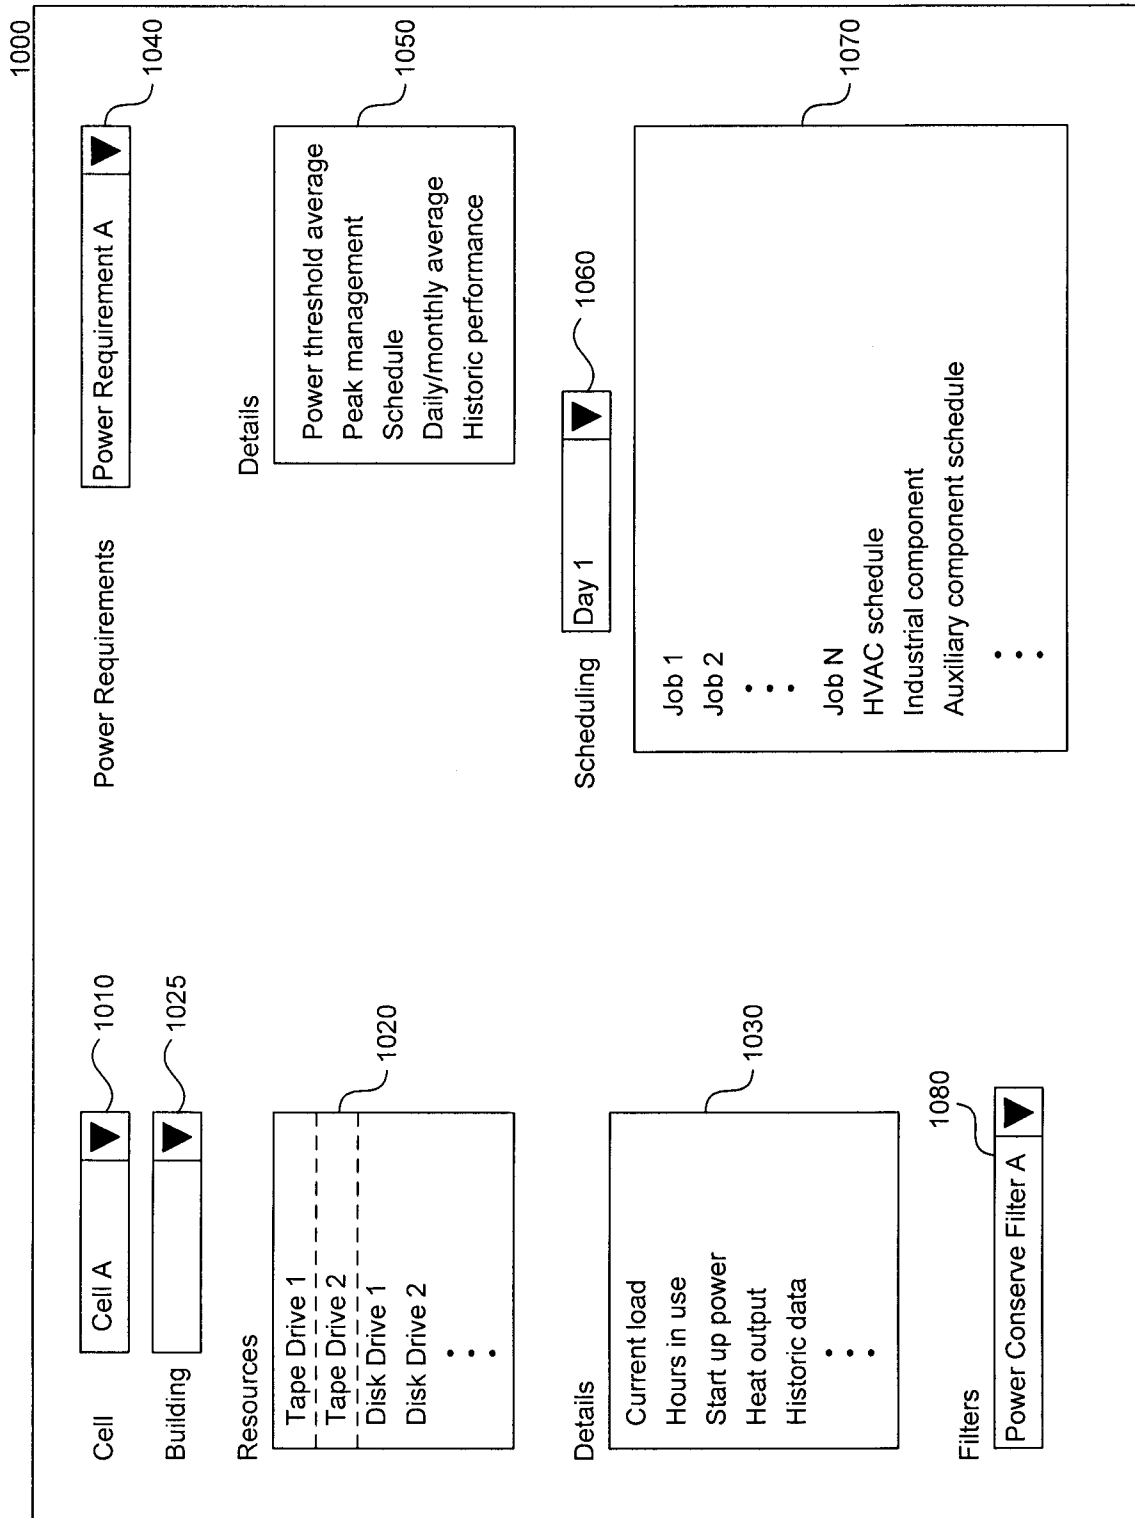 1000
Cell
Cell A
1010
Building
1025
Resources
Tape Drive 1
Tape Drive 2
Disk Drive 1
Disk Drive 2
1020
Details
Current load
Hours in use
Start up power
Heat output
Historic data
1030
Filters
Power Conserve Filter A
1080
Power Requirements
Power Requirement A
1040
Details
Power threshold average
Peak management
Schedule
Daily/monthly average
Historic performance
1050
Scheduling
Day 1
1060
Job 1
Job 2
Job N
HVAC schedule
Industrial component
Auxiliary component schedule
1070